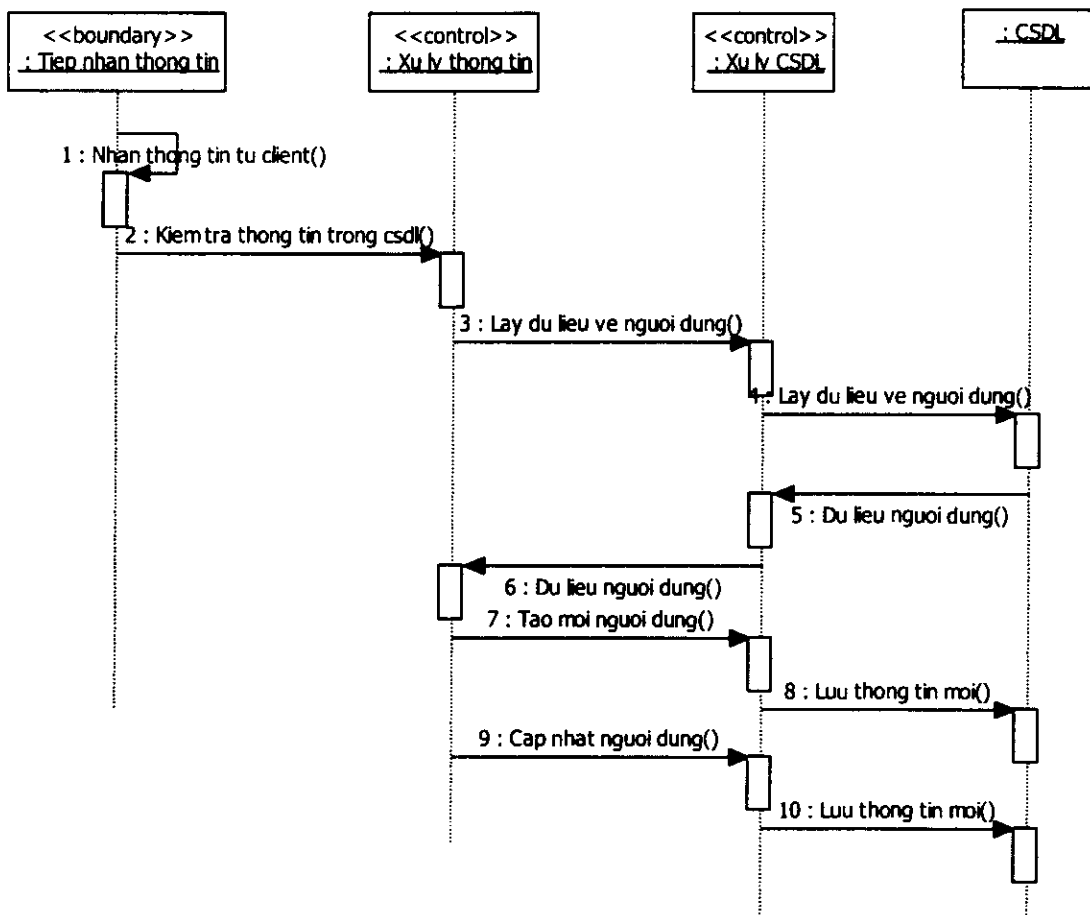 <<boundary>>
: Tiep nhan thong tin
<<control>>
: Xu ly thong tin
<<control>>
: Xu ly CSDL
: CSDL
1 : Nhan thong tin tu client()
2 : Kiem tra thong tin trong csdl()
3 : Lay du lieu ve nguoi dung()
4 : Lay du lieu ve nguoi dung()
5 : Du lieu nguoi dung()
6 : Du lieu nguoi dung()
7 : Tao moi nguoi dung()
8 : Luu thong tin moi()
9 : Cap nhat nguoi dung()
10 : Luu thong tin moi()